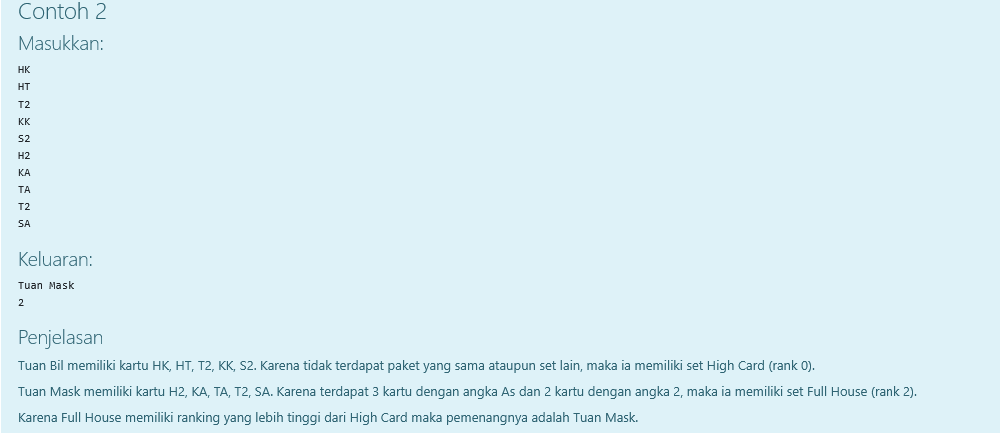 Contoh 2
Masukkan:
HK
HT
T2
KK
S2
H2
KA
TA
T2
SA
Keluaran:
Tuan Mask
2
Penjelasan
Tuan Bil memiliki kartu HK, HT, T2, KK, S2. Karena tidak terdapat paket yang sama ataupun set lain, maka ia memiliki set High Card (rank 0).
Tuan Mask memiliki kartu H2, KA, TA, T2, SA. Karena terdapat 3 kartu dengan angka As dan 2 kartu dengan angka 2, maka ia memiliki set Full House (rank 2).
Karena Full House memiliki ranking yang lebih tinggi dari High Card maka pemenangnya adalah Tuan Mask.